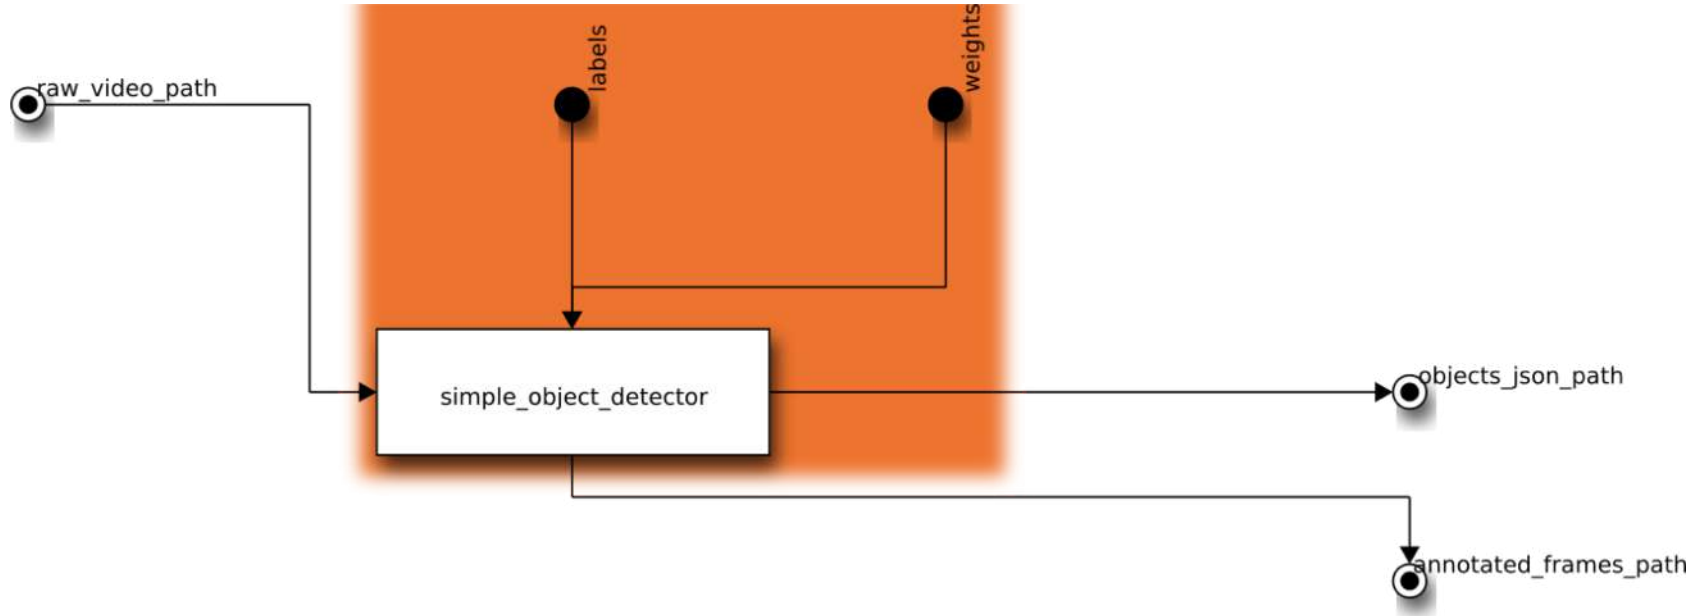 labels
weights
raw_video_path
simple_object_detector
objects_json_path
annotated_frames_path